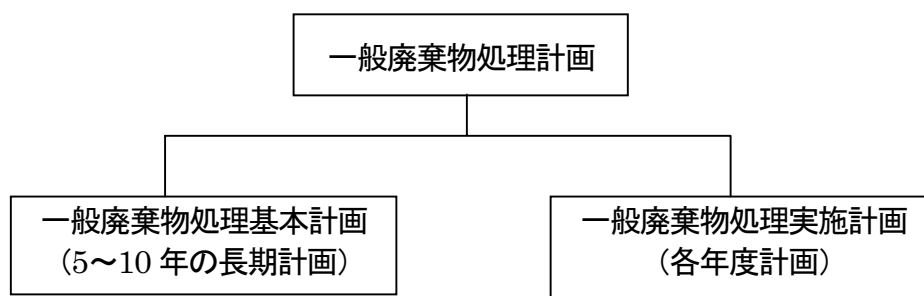 一般廃棄物処理計画
一般廃棄物処理基本計画
(5～10 年の長期計画)
一般廃棄物処理実施計画
(各年度計画)